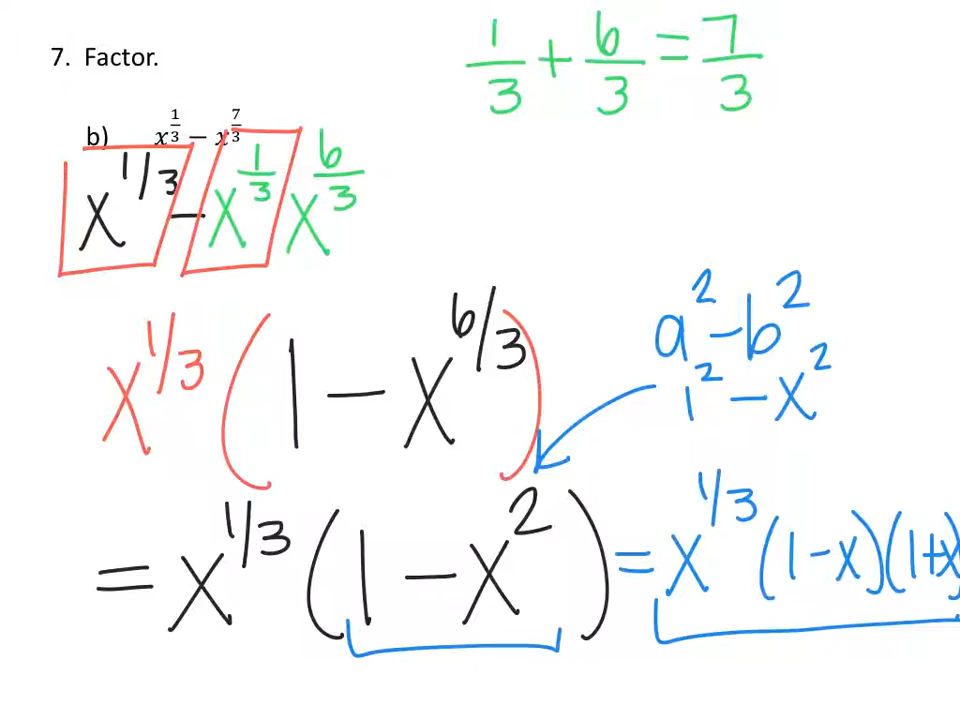 7. Factor.
1/3 + 6/3 = 7/3
b) x^(1/3) − x^(7/3)
x^(1/3) − x^(1/3) x^(6/3)
x^(1/3) (1 − x^(6/3))
a² − b²
1² − x²
= x^(1/3) (1 − x²) = x^(1/3) (1 − x)(1 + x)